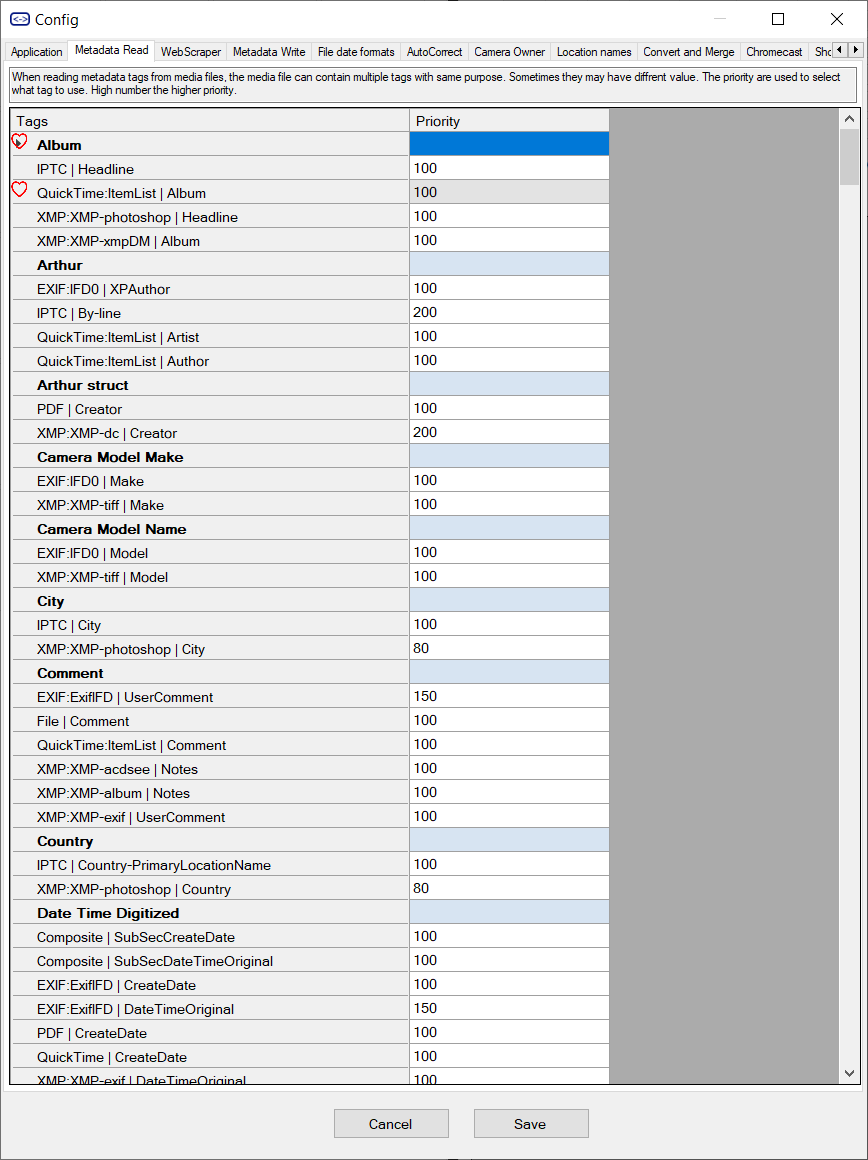 Config
Application Metadata Read WebScraper Metadata Write File date formats AutoCorrect Camera Owner Location names Convert and Merge Chromecast Sho
When reading metadata tags from media files, the media file can contain multiple tags with same purpose. Sometimes they may have diffrent value. The priority are used to select
what tag to use. High number the higher priority.
Tags Priority
Album
IPTC | Headline 100
QuickTime:ItemList | Album 100
XMP:XMP-photoshop | Headline 100
XMP:XMP-xmpDM | Album 100
Arthur
EXIF:IFD0 | XPAuthor 100
IPTC | By-line 200
QuickTime:ItemList | Artist 100
QuickTime:ItemList | Author 100
Arthur struct
PDF | Creator 100
XMP:XMP-dc | Creator 200
Camera Model Make
EXIF:IFD0 | Make 100
XMP:XMP-tiff | Make 100
Camera Model Name
EXIF:IFD0 | Model 100
XMP:XMP-tiff | Model 100
City
IPTC | City 100
XMP:XMP-photoshop | City 80
Comment
EXIF:ExifIFD | UserComment 150
File | Comment 100
QuickTime:ItemList | Comment 100
XMP:XMP-acdsee | Notes 100
XMP:XMP-album | Notes 100
XMP:XMP-exif | UserComment 100
Country
IPTC | Country-PrimaryLocationName 100
XMP:XMP-photoshop | Country 80
Date Time Digitized
Composite | SubSecCreateDate 100
Composite | SubSecDateTimeOriginal 100
EXIF:ExifIFD | CreateDate 100
EXIF:ExifIFD | DateTimeOriginal 150
PDF | CreateDate 100
QuickTime | CreateDate 100
XMP:XMP-exif | DateTimeOriginal 100
Cancel Save